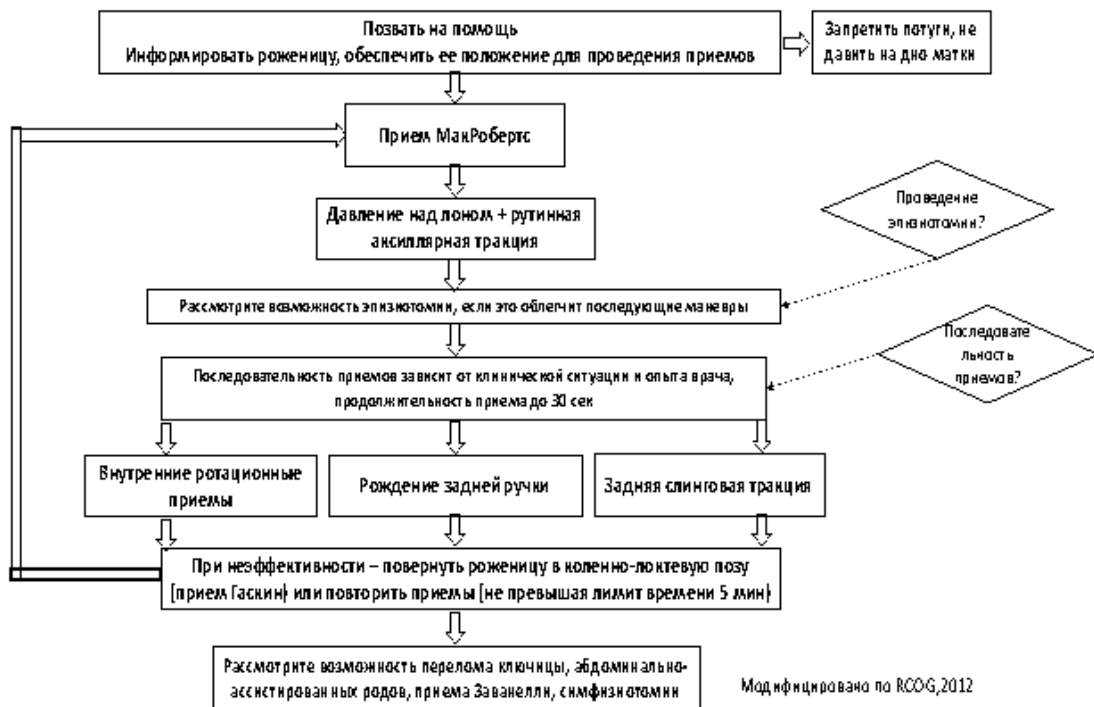 Позвать на помощь
Информировать роженицу, обеспечить ее положение для проведения приемов
Запретить потуги, не
давить на дно матки
Прием МакРобертс
Давление над лоном + рутинная
аксиллярная тракция
Проведение
эпизиотомии?
Рассмотрите возможность эпизиотомии, если это облегчит последующие маневры
Последовате
льность
приемов?
Последовательность приемов зависит от клинической ситуации и опыта врача,
продолжительность приема до 30 сек
Внутренние ротационные
приемы
Рождение задней ручки
Задняя слинговая тракция
При неэффективности – повернуть роженицу в коленно-локтевую позу
(прием Гаскин) или повторить приемы (не превышая лимит времени 5 мин)
Рассмотрите возможность перелома ключицы, абдоминально-
ассистированных родов, приема Заванелли, симфизиотомии
Модифицировано по RCOG,2012